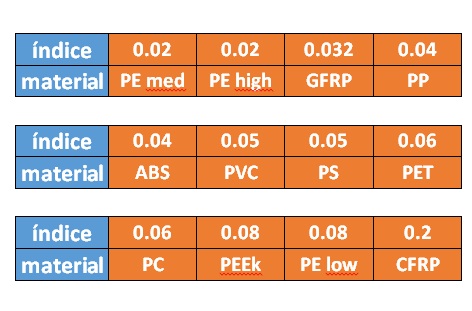 índice 0.02 0.02 0.032 0.04
material PE med PE high GFRP PP
índice 0.04 0.05 0.05 0.06
material ABS PVC PS PET
índice 0.06 0.08 0.08 0.2
material PC PEEk PE low CFRP